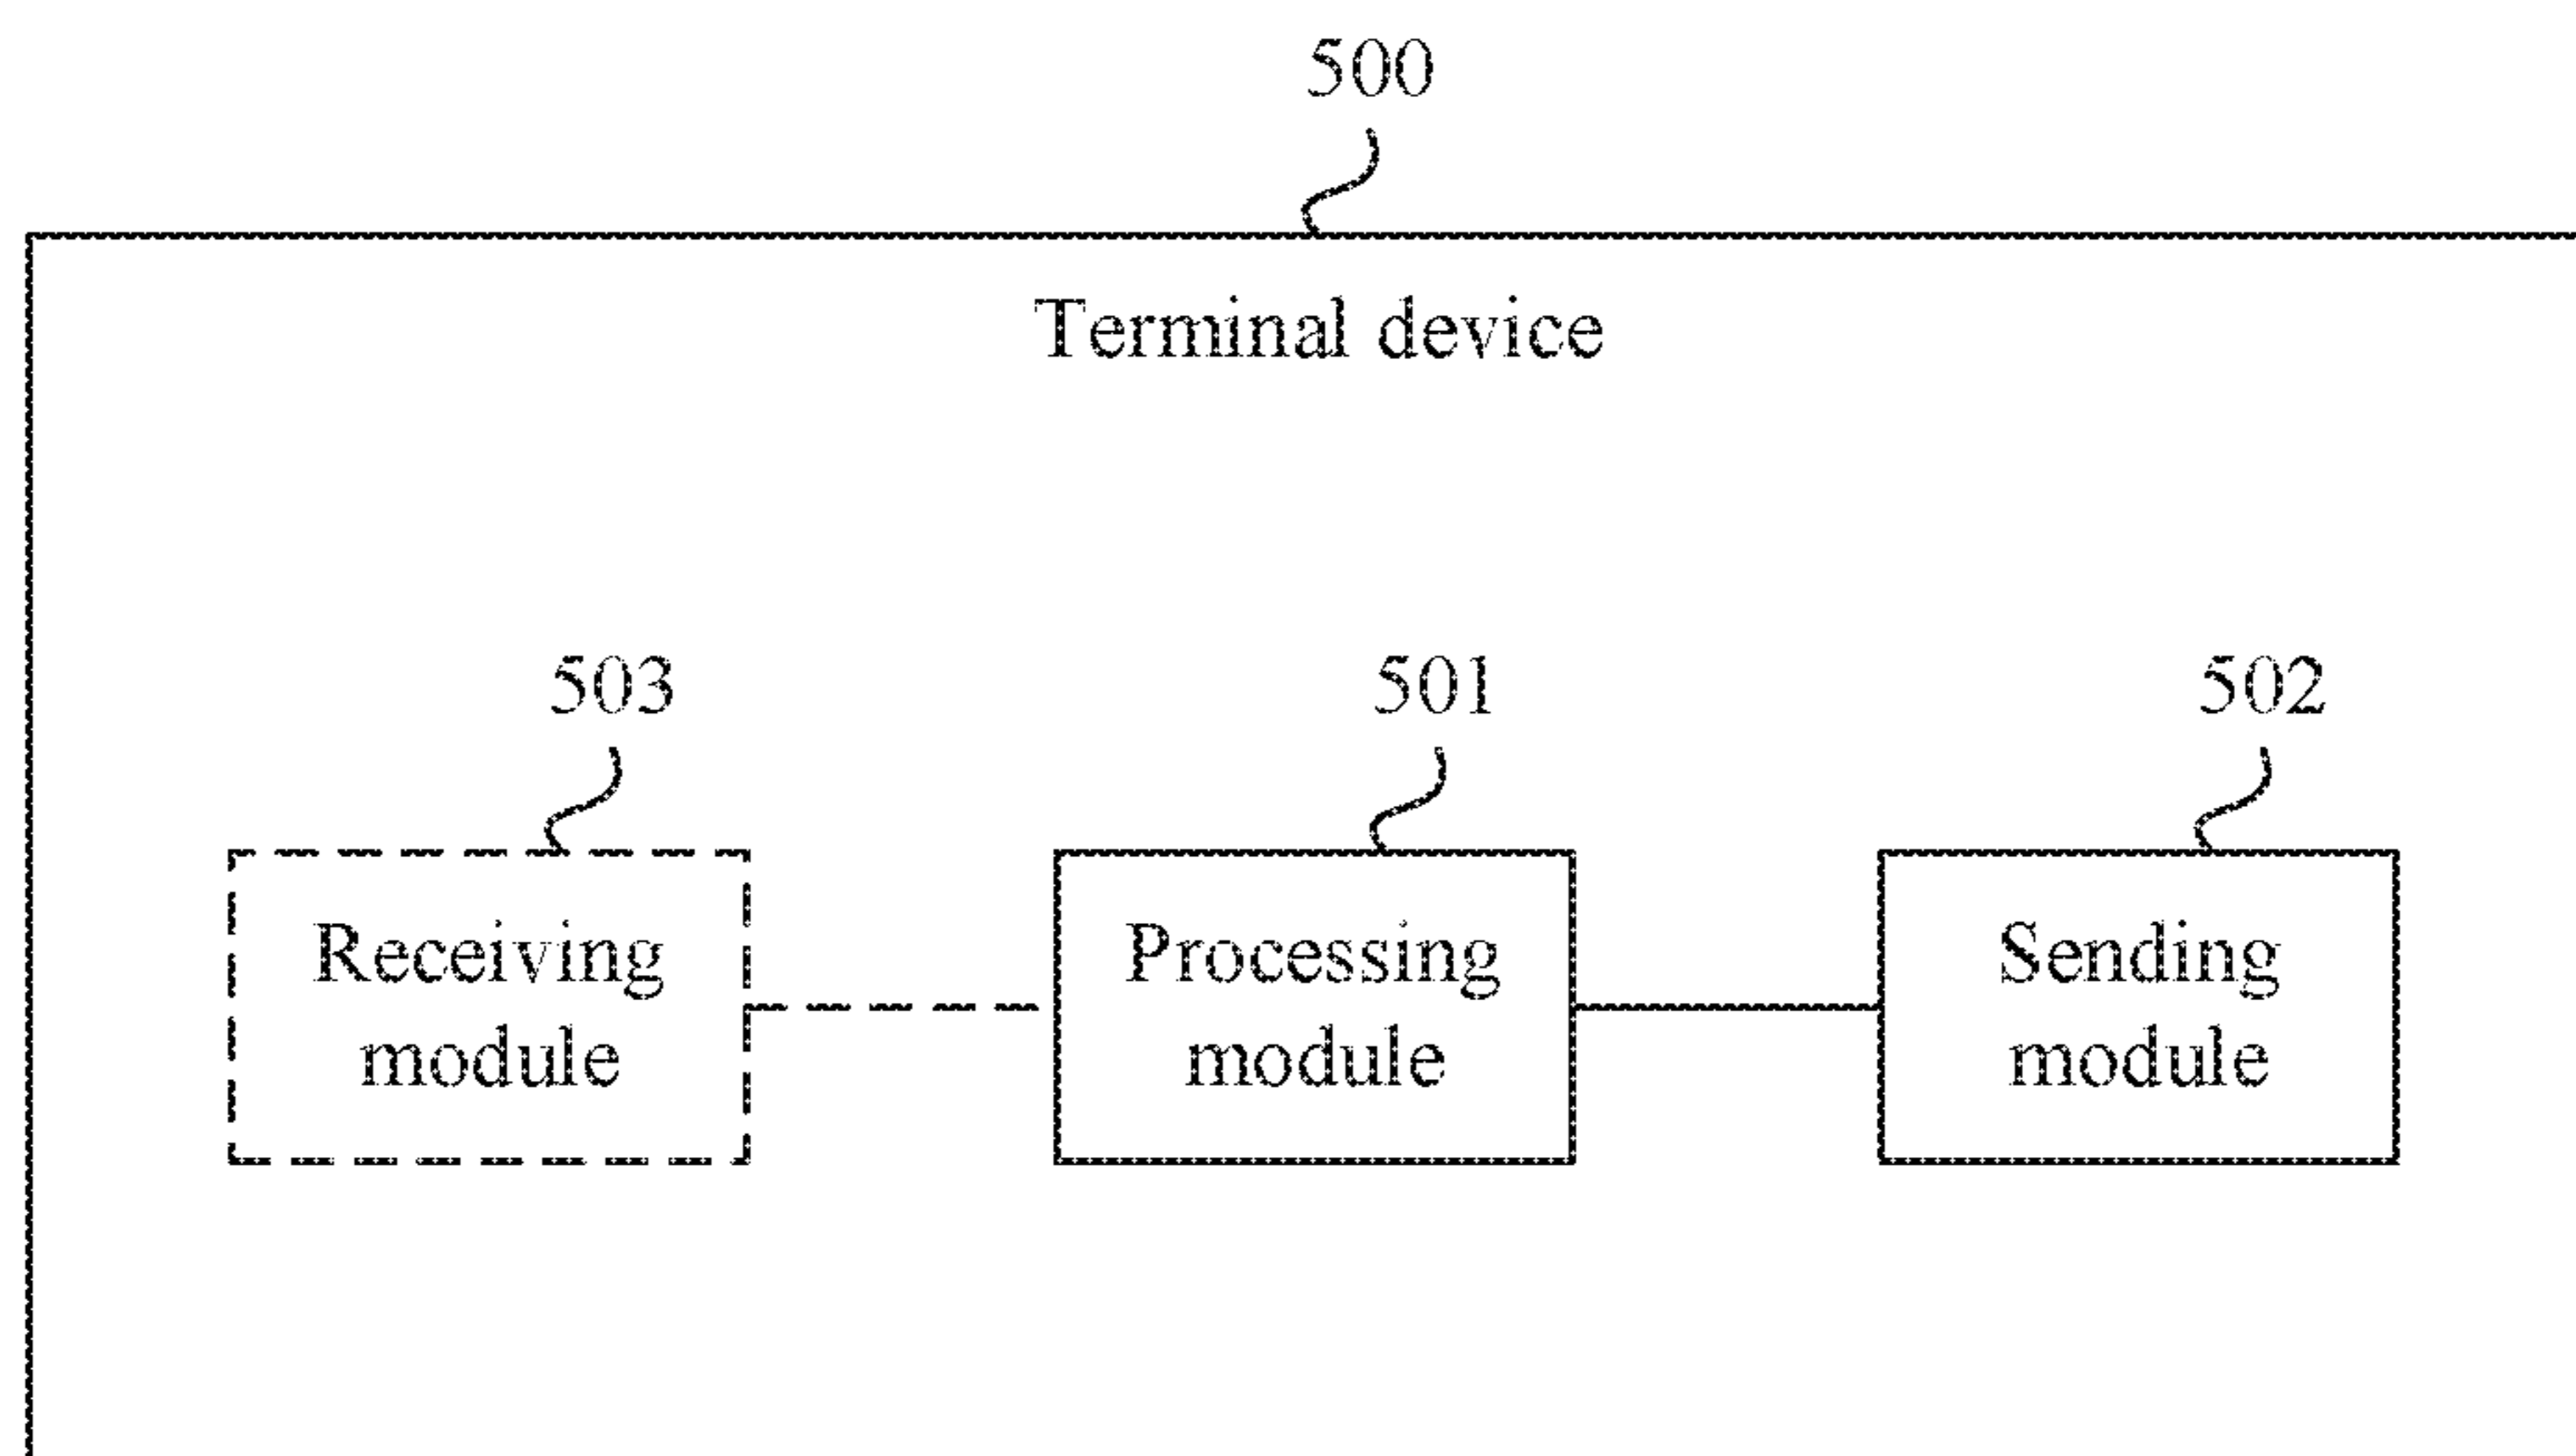 500
Terminal device
503 501 502
Receiving module
Processing module
Sending module